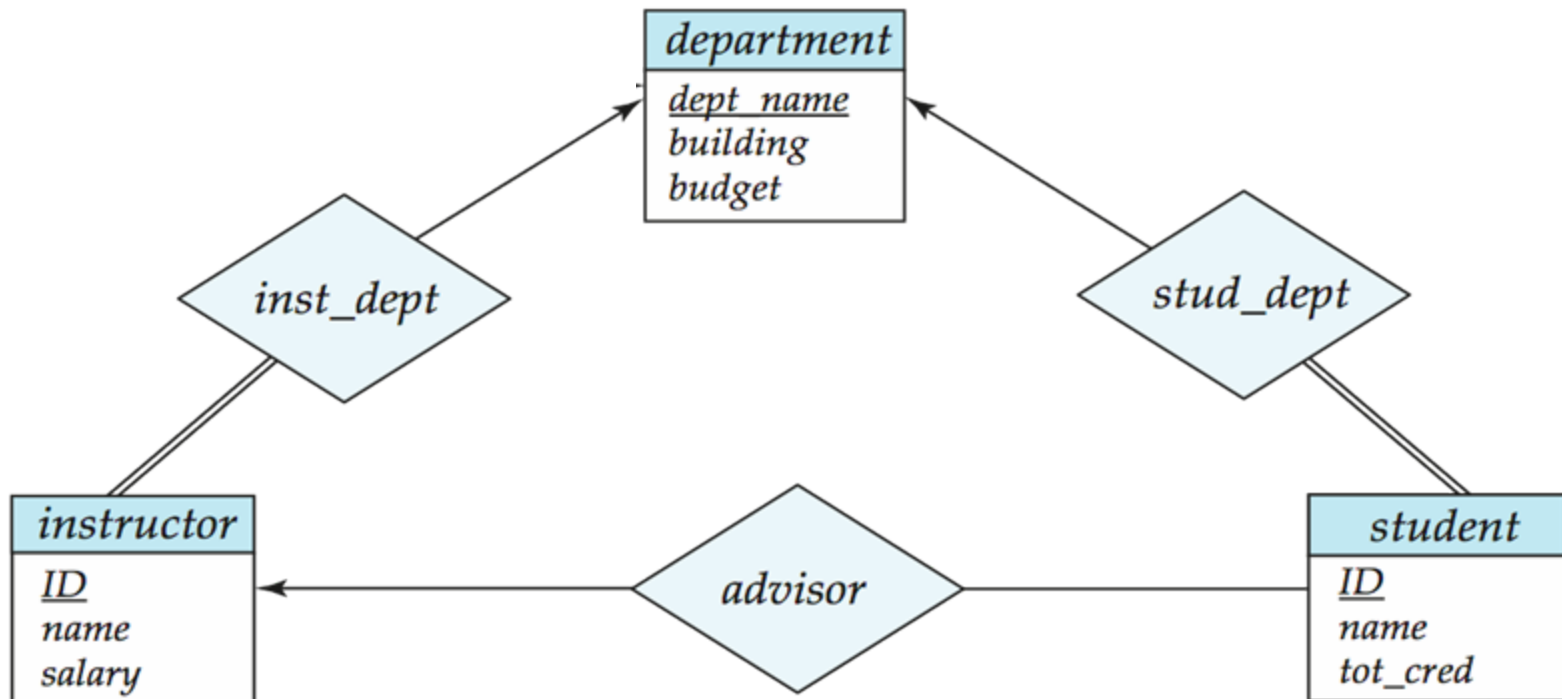 department
dept_name
building
budget
inst_dept
stud_dept
instructor
ID
name
salary
advisor
student
ID
name
tot_cred